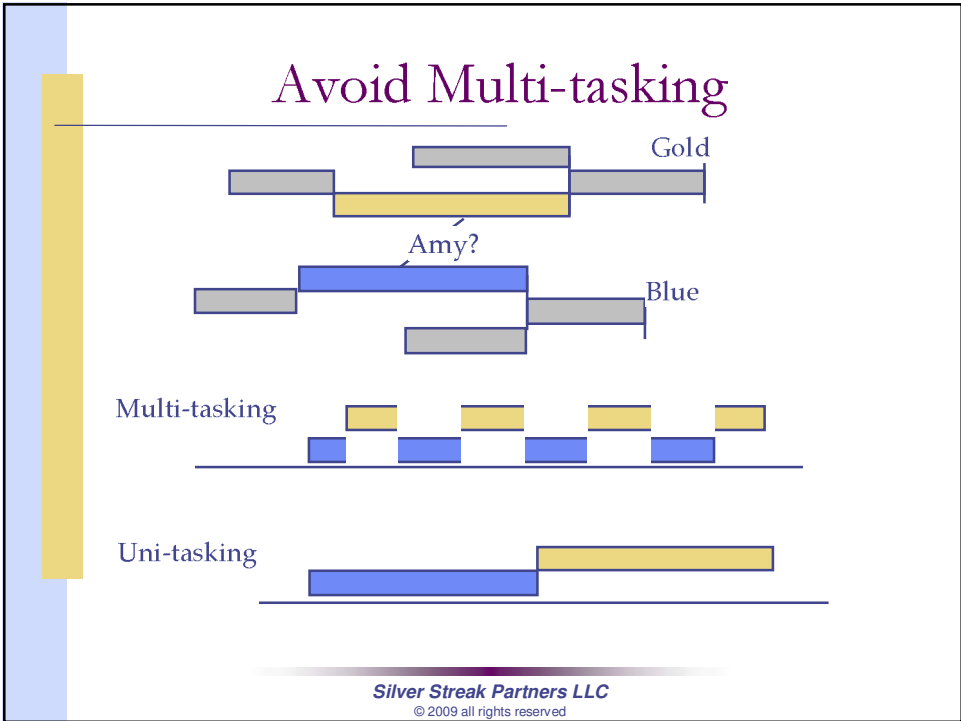 Avoid Multi-tasking
Gold
Amy?
Blue
Multi-tasking
Uni-tasking
Silver Streak Partners LLC
© 2009 all rights reserved